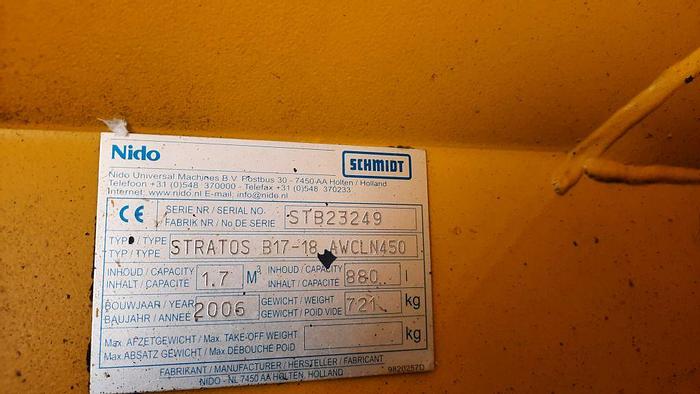 Nido SCHMIDT
Nido Universal Machines B.V. Postbus 30 - 7450 AA Holten / Holland
Telefoon +31 (0)548 370000 - Telefax +31 (0)548 370233
Internet: www.nido.nl E-mail: info@nido.nl
CE SERIE NR / SERIAL NO. STB23249
FABRIK NR / No DE SERIE
TYPE / TYPE STRATOS B17-18 AWCLN450
TYP / TYPE
INHOUD / CAPACITY 1.7 M³ INHOUD / CAPACITY 880 l
INHALT / CAPACITE INHALT / CAPACITE
BOUWJAAR / YEAR 2006 GEWICHT / WEIGHT 721 kg
BAUJAHR / ANNEE GEWICHT / POID VIDE
Max. AFZETGEWICHT / Max. TAKE-OFF WEIGHT kg
Max. ABSATZ GEWICHT / Max DÉBOUCHÉ POID
FABRIKANT / MANUFACTURER / HERSTELLER / FABRICANT
NIDO - NL 7450 AA HOLTEN, HOLLAND 9820257D